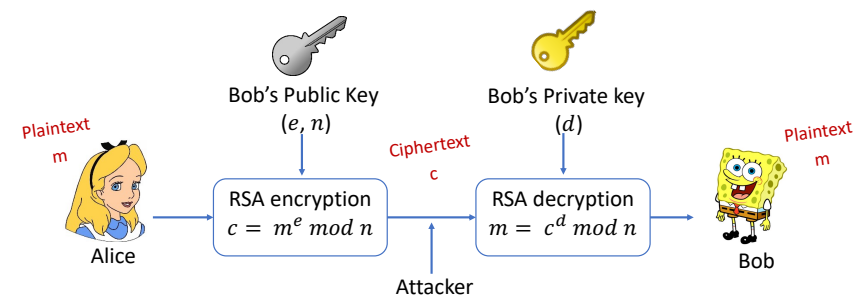 Bob's Public Key
(e, n)
Bob's Private key
(d)
Plaintext
m
Ciphertext
c
Plaintext
m
RSA encryption
c = m^e mod n
RSA decryption
m = c^d mod n
Alice
Attacker
Bob